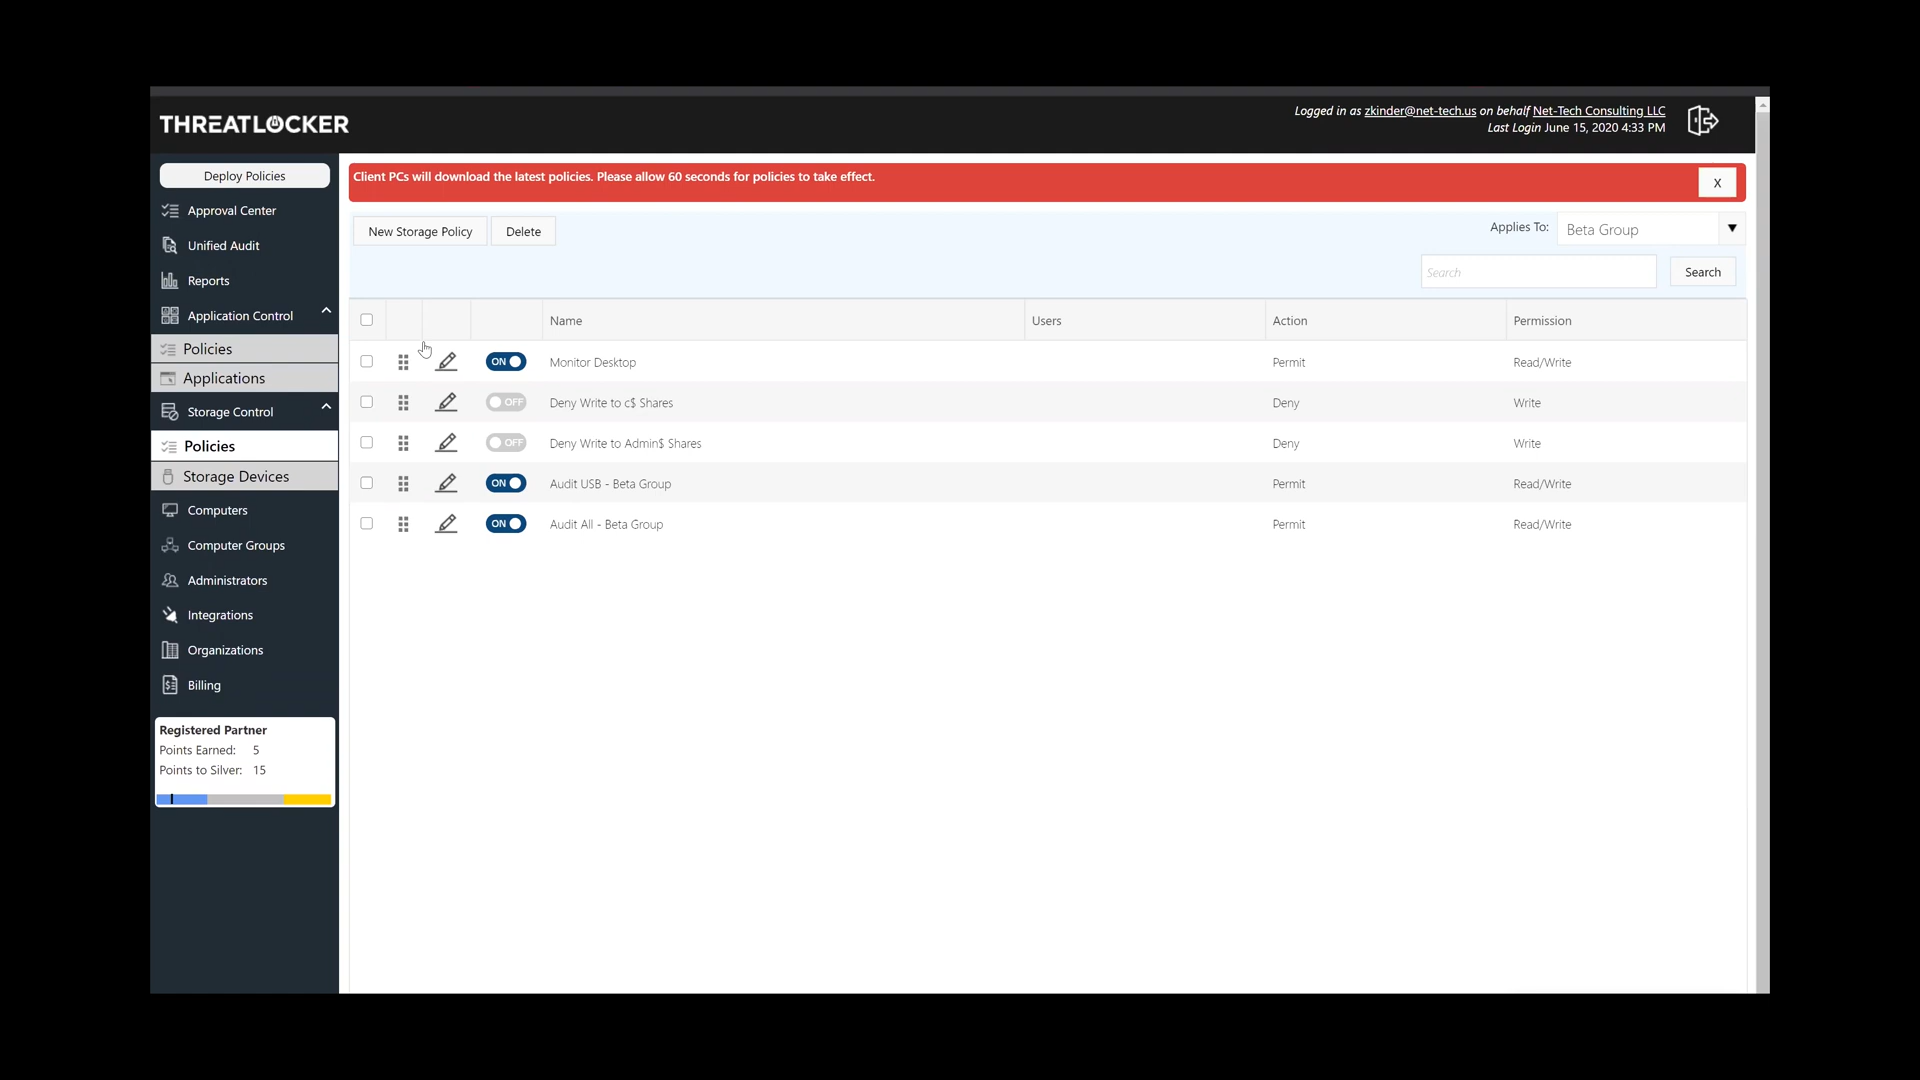 THREATLOCKER
Logged in as zkinder@net-tech.us on behalf Net-Tech Consulting LLC
Last Login June 15, 2020 4:33 PM
Deploy Policies
Approval Center
Unified Audit
Reports
Application Control
Policies
Applications
Storage Control
Policies
Storage Devices
Computers
Computer Groups
Administrators
Integrations
Organizations
Billing
Registered Partner
Points Earned: 5
Points to Silver: 15
Client PCs will download the latest policies. Please allow 60 seconds for policies to take effect.
X
New Storage Policy Delete
Applies To: Beta Group
Search Search
Name Users Action Permission
ON Monitor Desktop Permit Read/Write
OFF Deny Write to c$ Shares Deny Write
OFF Deny Write to Admin$ Shares Deny Write
ON Audit USB - Beta Group Permit Read/Write
ON Audit All - Beta Group Permit Read/Write